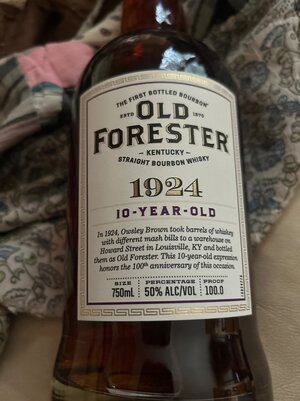 THE FIRST BOTTLED BOURBON®
ESTD 1870
OLD
FORESTER®
– KENTUCKY –
STRAIGHT BOURBON WHISKY
1924
10-YEAR-OLD
In 1924, Owsley Brown took barrels of whiskey
with different mash bills to a warehouse on
Howard Street in Louisville, KY and bottled
them as Old Forester. This 10-year-old expression
honors the 100th anniversary of this occasion.
SIZE PERCENTAGE PROOF
750mL 50% ALC/VOL 100.0